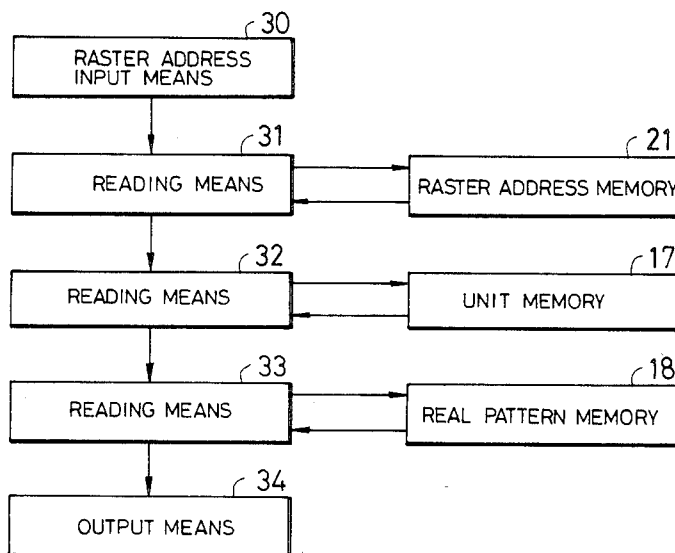 30
RASTER ADDRESS
INPUT MEANS
31
READING MEANS
21
RASTER ADDRESS MEMORY
32
READING MEANS
17
UNIT MEMORY
33
READING MEANS
18
REAL PATTERN MEMORY
34
OUTPUT MEANS